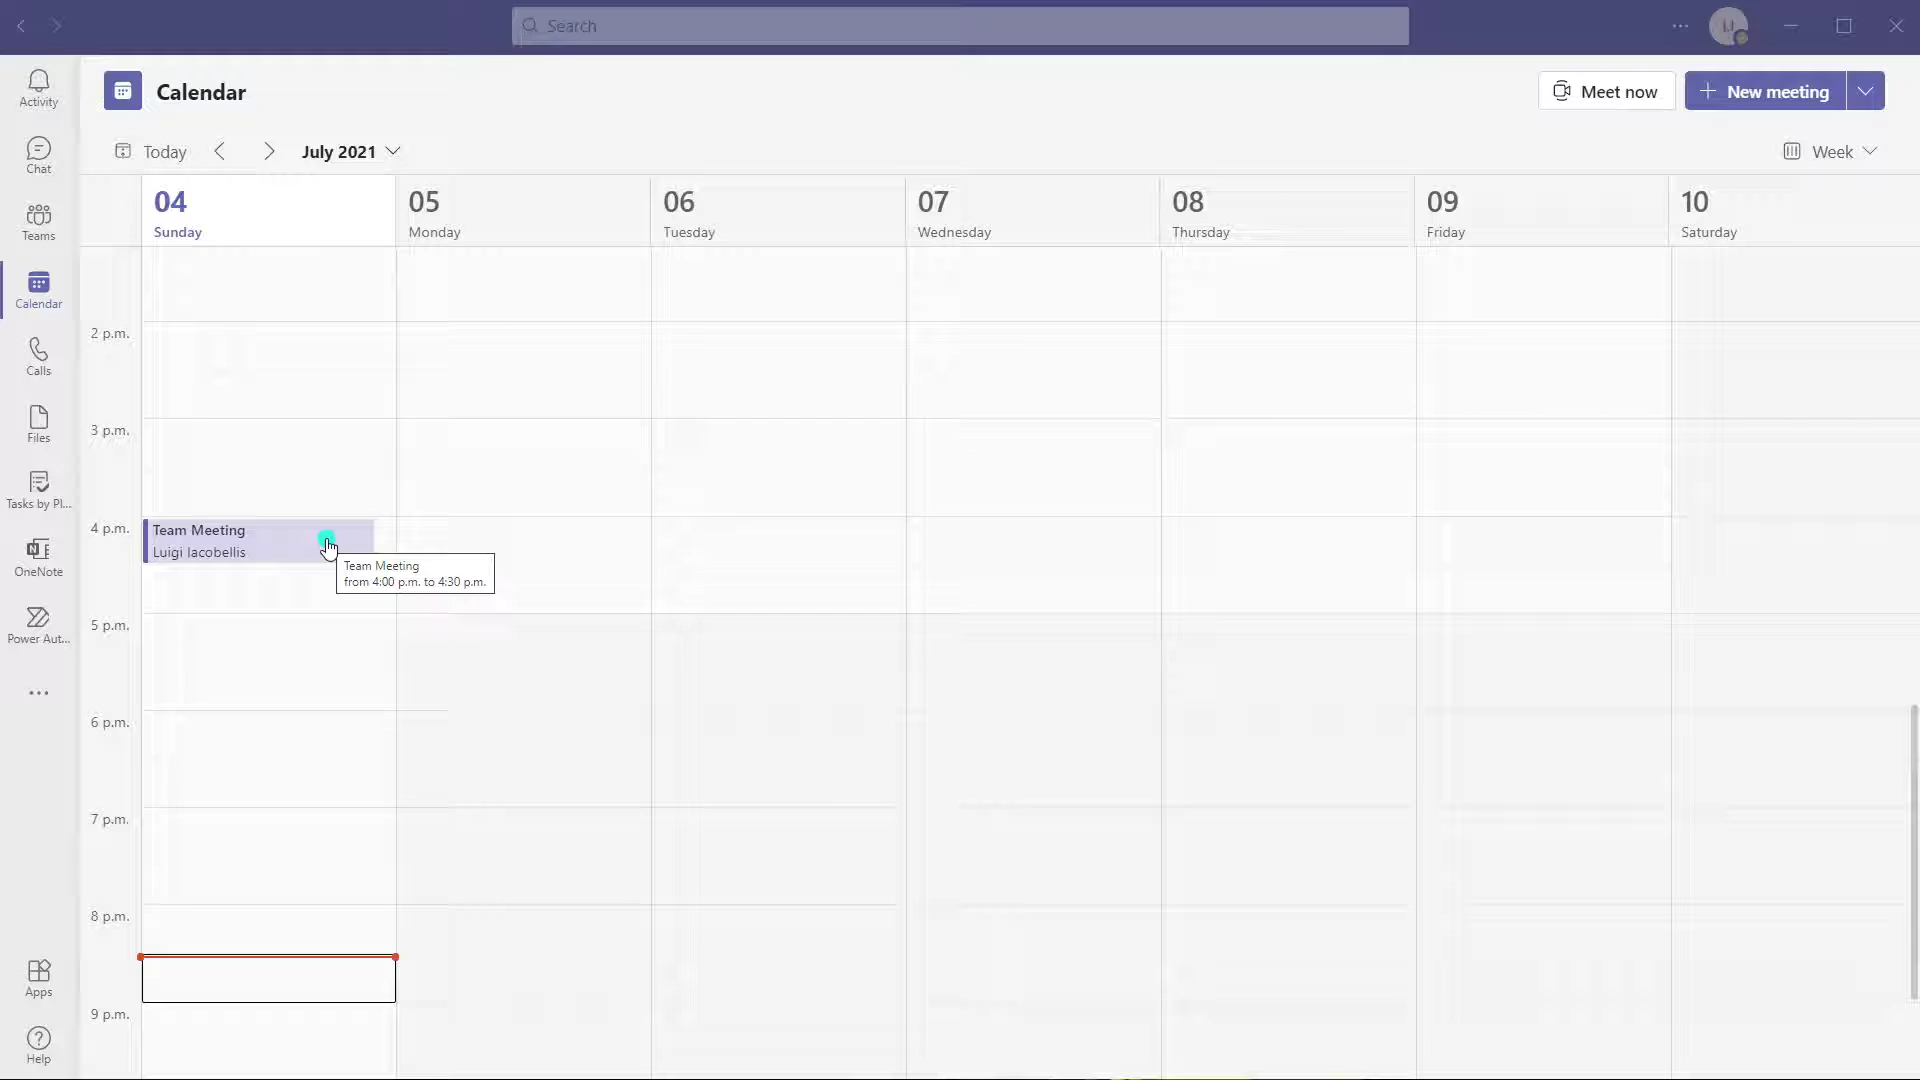 Search
Activity
Chat
Teams
Calendar
Calls
Files
Tasks by Pl...
OneNote
Power Aut...
Apps
Help
Calendar
Meet now
New meeting
Today
July 2021
Week
04
Sunday
05
Monday
06
Tuesday
07
Wednesday
08
Thursday
09
Friday
10
Saturday
2 p.m.
3 p.m.
4 p.m.
Team Meeting
Luigi Iacobellis
Team Meeting
from 4:00 p.m. to 4:30 p.m.
5 p.m.
6 p.m.
7 p.m.
8 p.m.
9 p.m.